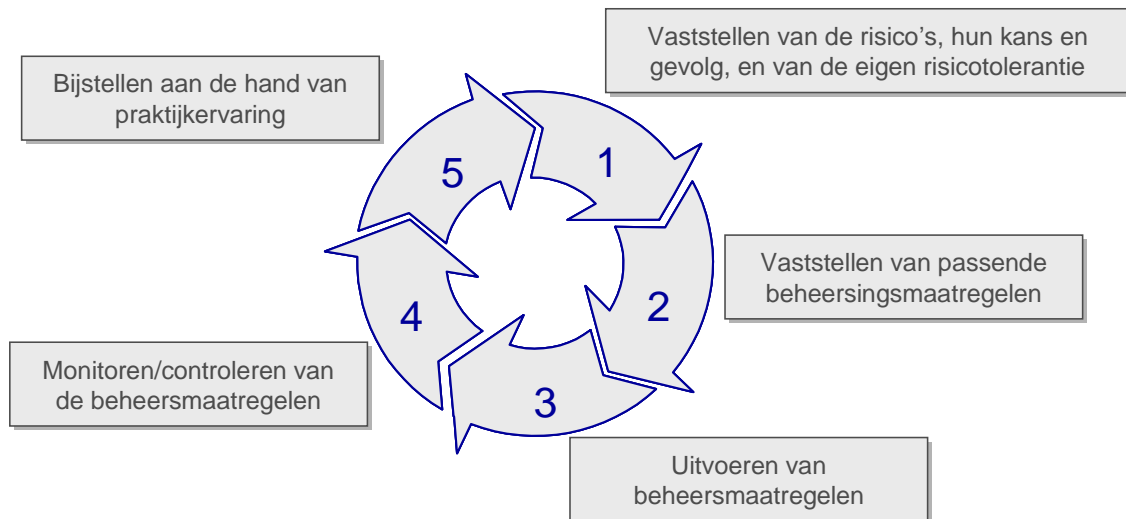 Vaststellen van de risico’s, hun kans en
gevolg, en van de eigen risicotolerantie
Bijstellen aan de hand van
praktijkervaring
1
5
Vaststellen van passende
beheersingsmaatregelen
2
4
Monitoren/controleren van
de beheersmaatregelen
3
Uitvoeren van
beheersmaatregelen